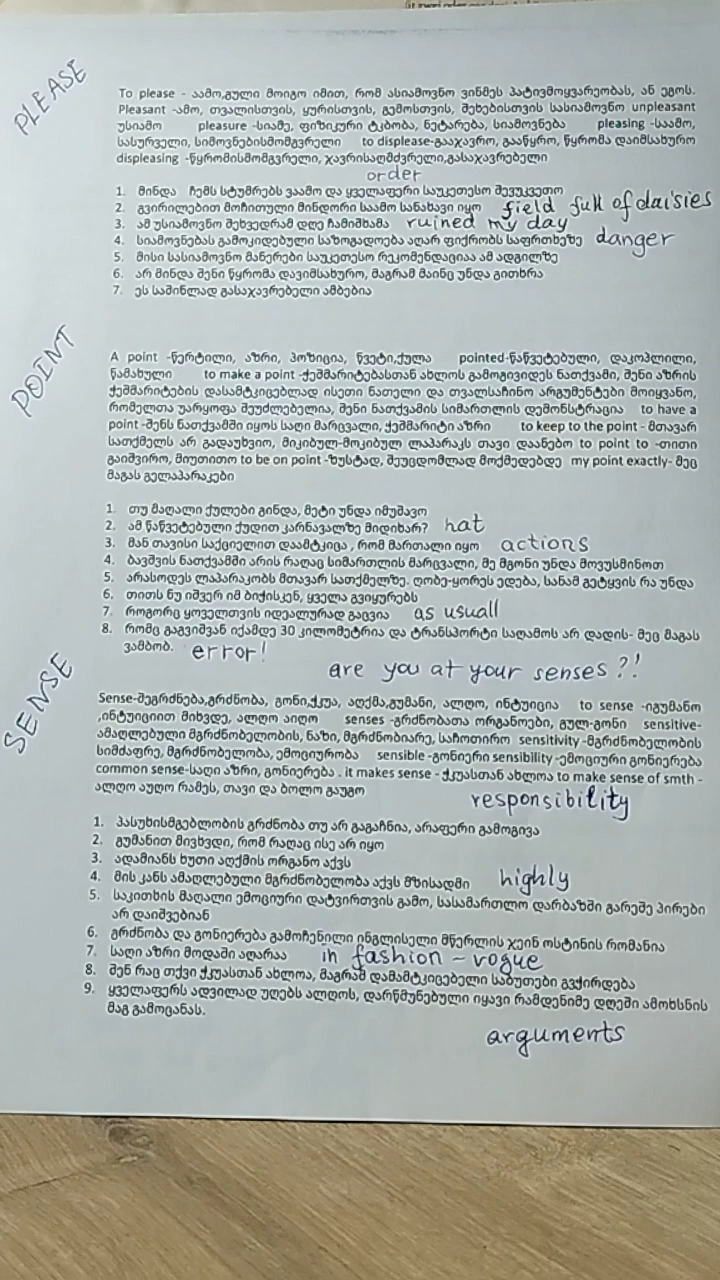 PLEASE
To please - აამო,გული მოიგო იმით, რომ ასიამოვნო ვინმეს პატივმოყვარეობას, ან ეგოს.
Pleasant -ამო, თვალისთვის, ყურისთვის, გემოსთვის, შეხებისთვის სასიამოვნო unpleasant
უსიამო pleasure -სიამე, ფიზიკური ტკბობა, ნეტარება, სიამოვნება pleasing -საამო,
სასურველი, სიმოვნებისმომგვრელი to displease-გააჯავრო, გააწყრო, წყრომა დაიმსახურო
displeasing -წყრომისმომგვრელი, ჯავრისაღმძვრელი,გასაჯავრებელი
order
1. მინდა ჩემს სტუმრებს ვაამო და ყველაფერი საუკეთესო შევუკვეთო
2. გვირილებით მოჩითული მინდორი საამო სანახავი იყო field full of daisies
3. ამ უსიამოვნო შეხვედრამ დღე ჩამიშხამა ruined my day
4. სიამოვნებას გამოკიდებული საზოგადოება აღარ ფიქრობს საფრთხეზე danger
5. მისი სასიამოვნო მანერები საუკეთესო რეკომენდაციაა ამ ადგილზე
6. არ მინდა შენი წყრომა დავიმსახურო, მაგრამ მაინც უნდა გითხრა
7. ეს საშინლად გასაჯავრებელი ამბებია
POINT
A point -წერტილი, აზრი, პოზიცია, წვეტი,ქულა pointed-წაწვეტებული, დაკოპლილი,
წამახული to make a point -ჭეშმარიტებასთან ახლოს გამოგივიდეს ნათქვამი, შენი აზრის
ჭეშმარიტების დასამტკიცებლად ისეთი ნათელი და თვალსაჩინო არგუმენტები მოიყვანო,
რომელთა უარყოფა შეუძლებელია, შენი ნათქვამის სიმართლის დემონსტრაცია to have a
point -შენს ნათქვამში იყოს საღი მარცვალი, ჭეშმარიტი აზრი to keep to the point - მთავარ
სათქმელს არ გადაუხვიო, მიკიბულ-მოკიბულ ლაპარაკს თავი დაანებო to point to -თითი
გაიშვირო, მიუთითო to be on point -ზუსტად, შეუცდომლად მოქმედებდე my point exactly- მეც
მაგას გელაპარაკები
1. თუ მაღალი ქულები გინდა, მეტი უნდა იმუშავო
2. ამ წაწვეტებული ქუდით კარნავალზე მიდიხარ? hat
3. მან თავისი საქციელით დაამტკიცა , რომ მართალი იყო actions
4. ბავშვის ნათქვამში არის რაღაც სიმართლის მარცვალი, მე მგონი უნდა მოვუსმინოთ
5. არასოდეს ლაპარაკობს მთავარ სათქმელზე. ღობე-ყორეს ედება, სანამ გეტყვის რა უნდა
6. თითს ნუ იშვერ იმ ბიჭისკენ, ყველა გვიყურებს
7. როგორც ყოველთვის იდეალურად გაცვია as usuall
8. რომც გაგვიშვან იქამდე 30 კილომეტრია და ტრანსპორტი საღამოს არ დადის- მეც მაგას
ვამბობ. error!
are you at your senses?!
SENSE
Sense-შეგრძნება,გრძნობა, გონი,ჭკუა, აღქმა,გუმანი, ალღო, ინტუიცია to sense -იგუმანო
,ინტუიციით მიხვდე, ალღო აიღო senses -გრძნობათა ორგანოები, გულ-გონი sensitive-
ამაღლებული მგრძნობელობის, ნაზი, მგრძნობიარე, საჩოთირო sensitivity -მგრძნობელობის
სიმძაფრე, მგრძნობელობა, ემოციურობა sensible -გონიერი sensibility -ემოციური გონიერება
common sense-საღი აზრი, გონიერება . it makes sense - ჭკუასთან ახლოა to make sense of smth -
ალღო აუღო რამეს, თავი და ბოლო გაუგო
responsibility
1. პასუხისმგებლობის გრძნობა თუ არ გაგაჩნია, არაფერი გამოგივა
2. გუმანით მივხვდი, რომ რაღაც ისე არ იყო
3. ადამიანს ხუთი აღქმის ორგანო აქვს
4. მის კანს ამაღლებული მგრძნობელობა აქვს მზისადმი highly
5. საკითხის მაღალი ემოციური დატვირთვის გამო, სასამართლო დარბაზში გარეშე პირები
არ დაიშვებიან
6. გრძნობა და გონიერება გამოჩენილი ინგლისელი მწერლის ჯეინ ოსტინის რომანია
7. საღი აზრი მოდაში აღარაა in fashion - vogue
8. შენ რაც თქვი ჭკუასთან ახლოა, მაგრამ დამამტკიცებელი საბუთები გვჭირდება
9. ყველაფერს ადვილად უღებს ალღოს, დარწმუნებული იყავი რამდენიმე დღეში ამოხსნის
მაგ გამოცანას.
arguments